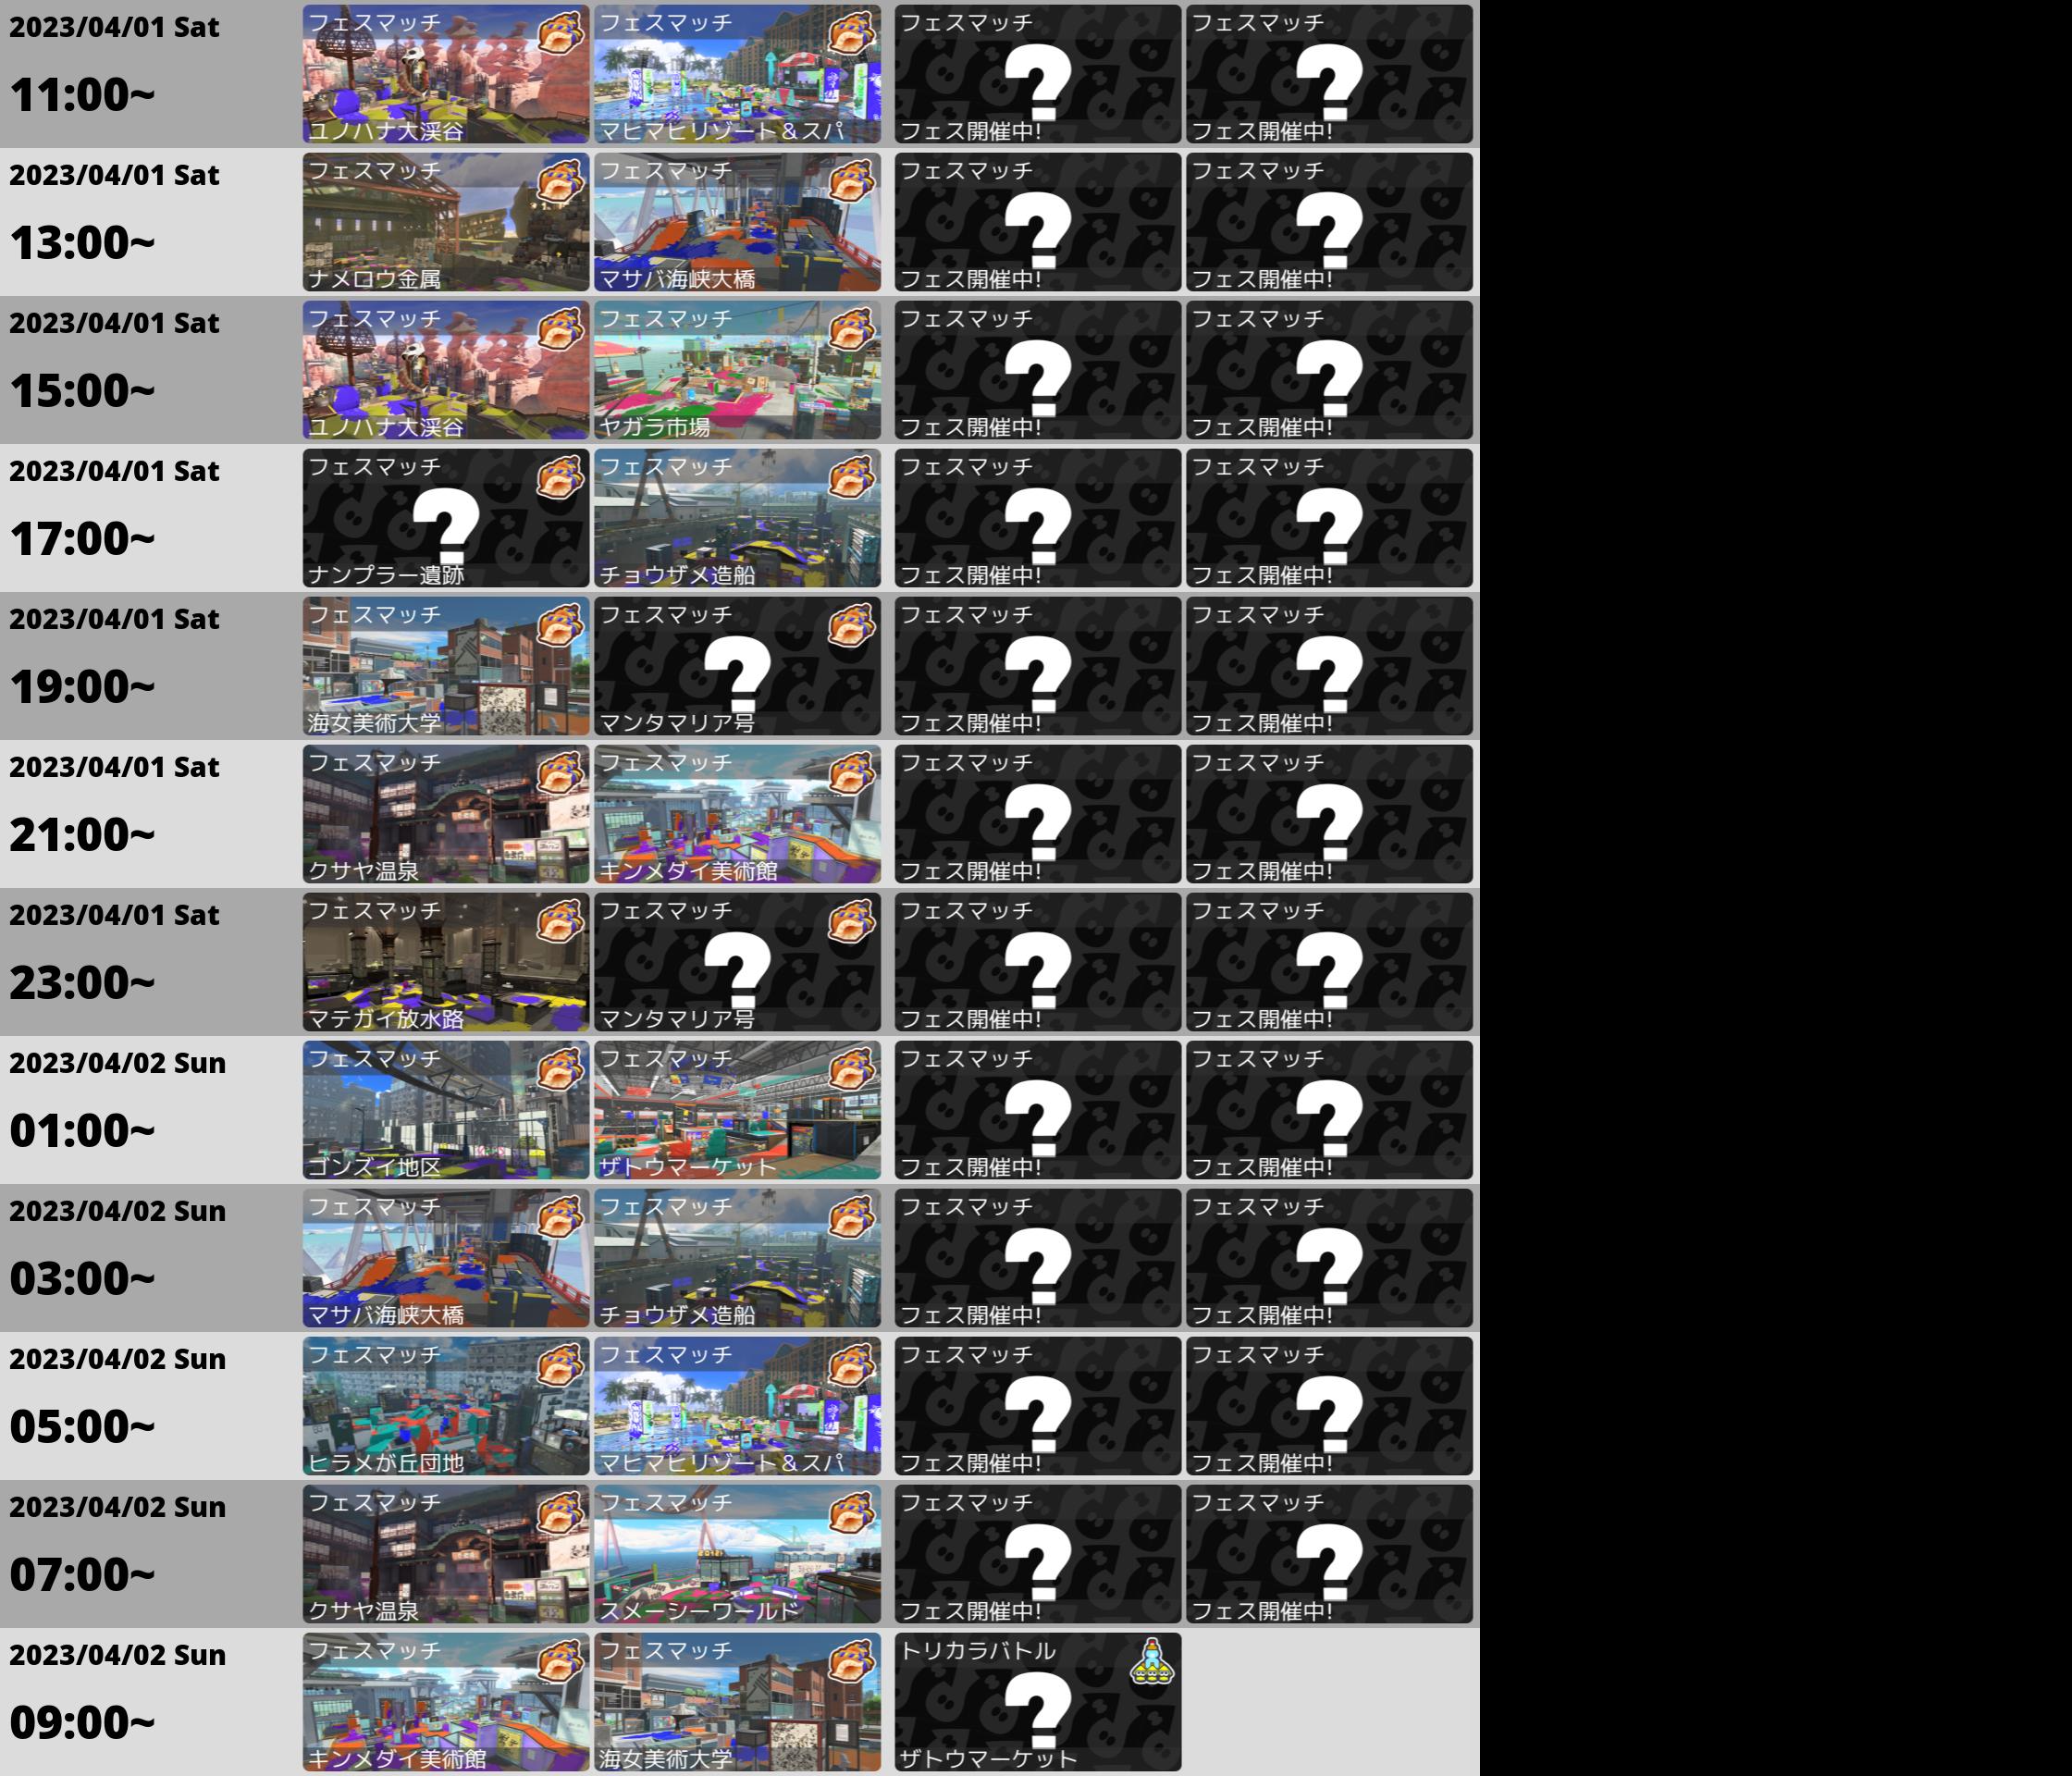 2023/04/01 Sat
11:00~
フェスマッチ
ユノハナ大渓谷
フェスマッチ
マヒマヒリゾート＆スパ
フェスマッチ
フェス開催中!
フェスマッチ
フェス開催中!
2023/04/01 Sat
13:00~
フェスマッチ
ナメロウ金属
フェスマッチ
マサバ海峡大橋
フェスマッチ
フェス開催中!
フェスマッチ
フェス開催中!
2023/04/01 Sat
15:00~
フェスマッチ
ユノハナ大渓谷
フェスマッチ
ヤガラ市場
フェスマッチ
フェス開催中!
フェスマッチ
フェス開催中!
2023/04/01 Sat
17:00~
フェスマッチ
ナンプラー遺跡
フェスマッチ
チョウザメ造船
フェスマッチ
フェス開催中!
フェスマッチ
フェス開催中!
2023/04/01 Sat
19:00~
フェスマッチ
海女美術大学
フェスマッチ
マンタマリア号
フェスマッチ
フェス開催中!
フェスマッチ
フェス開催中!
2023/04/01 Sat
21:00~
フェスマッチ
クサヤ温泉
フェスマッチ
キンメダイ美術館
フェスマッチ
フェス開催中!
フェスマッチ
フェス開催中!
2023/04/01 Sat
23:00~
フェスマッチ
マテガイ放水路
フェスマッチ
マンタマリア号
フェスマッチ
フェス開催中!
フェスマッチ
フェス開催中!
2023/04/02 Sun
01:00~
フェスマッチ
ゴンズイ地区
フェスマッチ
ザトウマーケット
フェスマッチ
フェス開催中!
フェスマッチ
フェス開催中!
2023/04/02 Sun
03:00~
フェスマッチ
マサバ海峡大橋
フェスマッチ
チョウザメ造船
フェスマッチ
フェス開催中!
フェスマッチ
フェス開催中!
2023/04/02 Sun
05:00~
フェスマッチ
ヒラメが丘団地
フェスマッチ
マヒマヒリゾート＆スパ
フェスマッチ
フェス開催中!
フェスマッチ
フェス開催中!
2023/04/02 Sun
07:00~
フェスマッチ
クサヤ温泉
フェスマッチ
スメーシーワールド
フェスマッチ
フェス開催中!
フェスマッチ
フェス開催中!
2023/04/02 Sun
09:00~
フェスマッチ
キンメダイ美術館
フェスマッチ
海女美術大学
トリカラバトル
ザトウマーケット